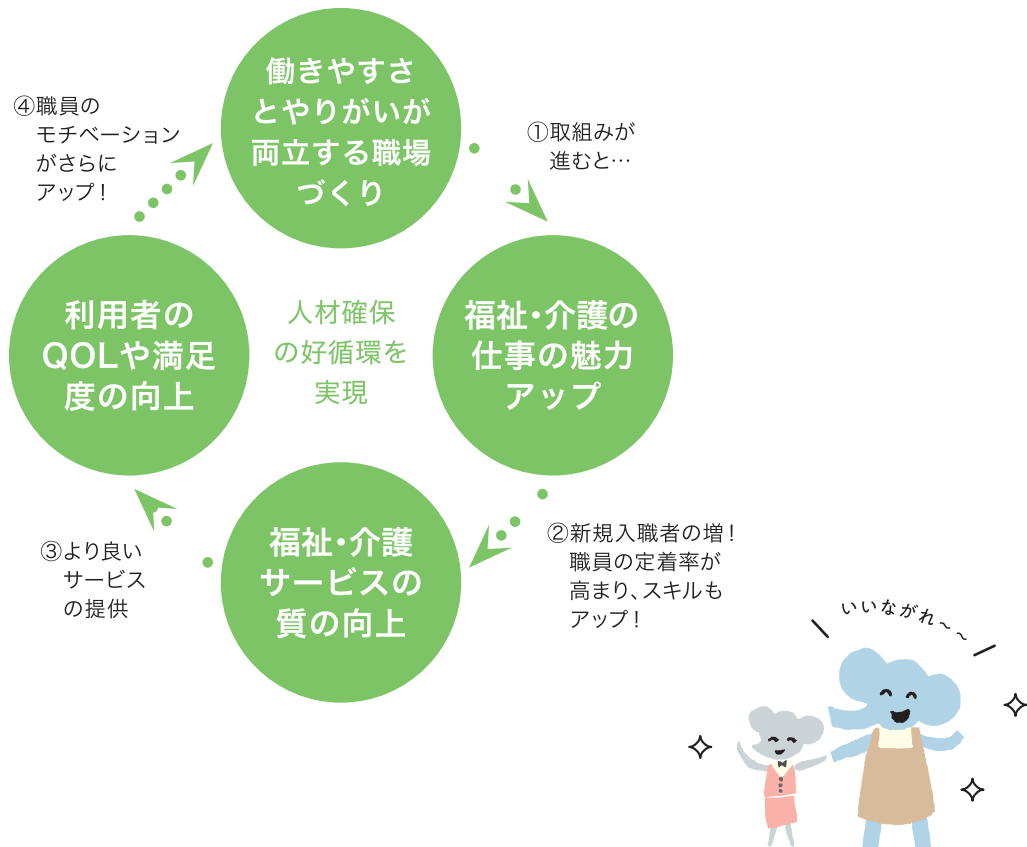 働きやすさ
とやりがいが
両立する職場
づくり
①取組みが
進むと…
福祉・介護の
仕事の魅力
アップ
②新規入職者の増！
職員の定着率が
高まり、スキルも
アップ！
福祉・介護
サービスの
質の向上
③より良い
サービス
の提供
利用者の
QOLや満足
度の向上
④職員の
モチベーション
がさらに
アップ！
人材確保
の好循環を
実現
いいながれ〜〜